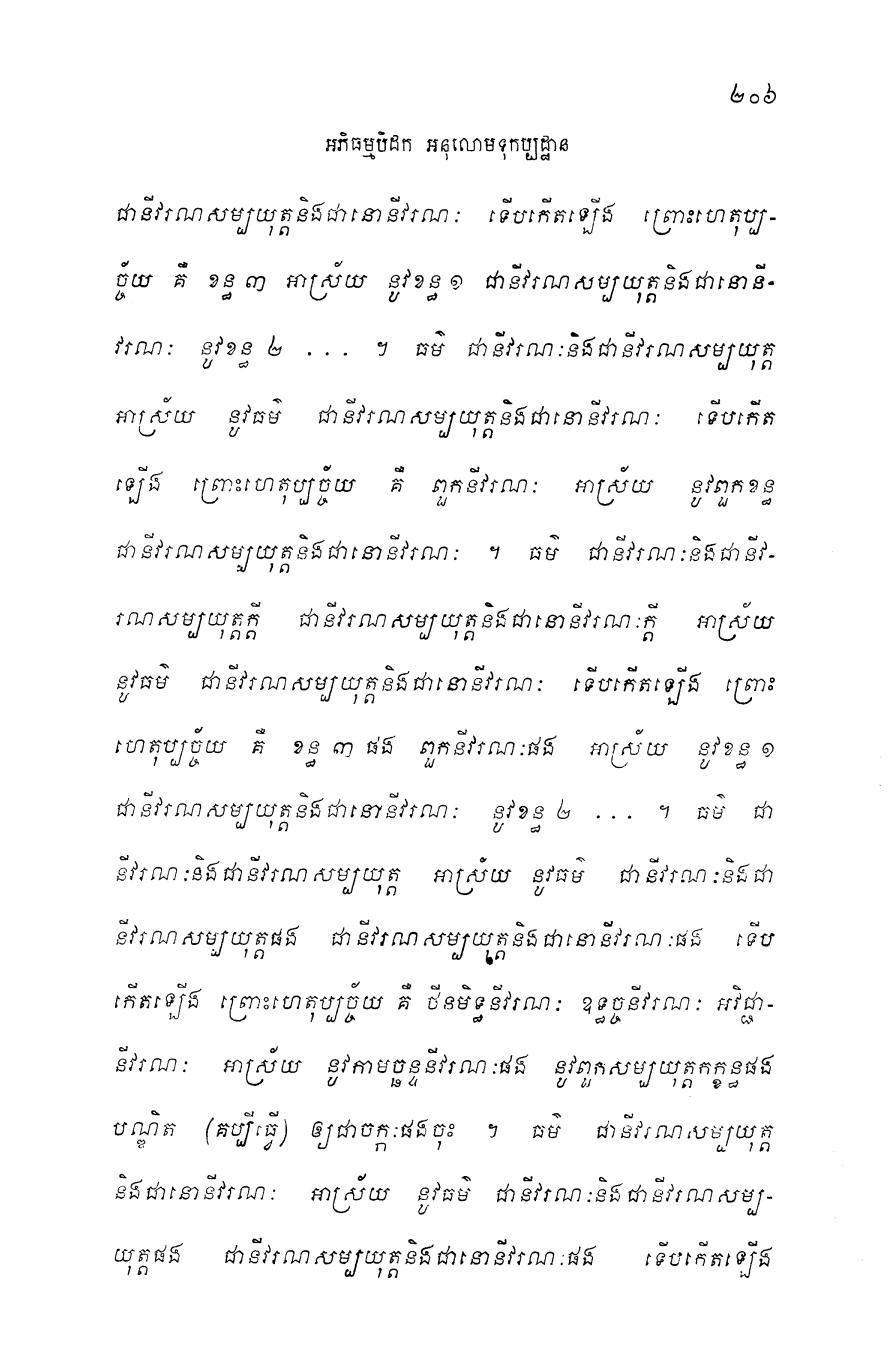 ២០៦
អភិធម្មបិដក អនុលោមទុកប្បដ្ឋាន
ជានីវរណសម្បយុត្តនិងជានោនីវរណៈ ទើបកើតឡើង ព្រោះហេតុប្ប-
ច្ច័យ គឺ ខន្ធ ៣ អាស្រ័យ នូវខន្ធ ១ ជានីវរណសម្បយុត្តនិងជានោនី-
វរណៈ នូវខន្ធ ២ ... ។ ធម៌ ជានីវរណៈនិងជានីវរណសម្បយុត្ត
អាស្រ័យ នូវធម៌ ជានីវរណសម្បយុត្តនិងជានោនីវរណៈ ទើបកើត
ឡើង ព្រោះហេតុប្បច្ច័យ គឺ ពួកនីវរណៈ អាស្រ័យ នូវពួកខន្ធ
ជានីវរណសម្បយុត្តនិងជានោនីវរណៈ ។ ធម៌ ជានីវរណៈនិងជានីវ-
រណសម្បយុត្តក្តី ជានីវរណសម្បយុត្តនិងជានោនីវរណៈក្តី អាស្រ័យ
នូវធម៌ ជានីវរណសម្បយុត្តនិងជានោនីវរណៈ ទើបកើតឡើង ព្រោះ
ហេតុប្បច្ច័យ គឺ ខន្ធ ៣ ផង ពួកនីវរណៈផង អាស្រ័យ នូវខន្ធ ១
ជានីវរណសម្បយុត្តនិងជានោនីវរណៈ នូវខន្ធ ២ ... ។ ធម៌ ជា
នីវរណៈនិងជានីវរណសម្បយុត្ត អាស្រ័យ នូវធម៌ ជានីវរណៈនិងជា
នីវរណសម្បយុត្តផង ជានីវរណសម្បយុត្តនិងជានោនីវរណៈផង ទើប
កើតឡើង ព្រោះហេតុប្បច្ច័យ គឺ ថីនមិទ្ធនីវរណៈ ឧទ្ធច្ចនីវរណៈ អវិជ្ជា-
នីវរណៈ អាស្រ័យ នូវកាមច្ឆន្ទនីវរណៈផង នូវពួកសម្បយុត្តកក្ខន្ធផង
បណ្ឌិត (គប្បីធ្វើ) ឲ្យជាចក្កៈផងចុះ ។ ធម៌ ជានីវរណសម្បយុត្ត
និងជានោនីវរណៈ អាស្រ័យ នូវធម៌ ជានីវរណៈនិងជានីវរណសម្ប-
យុត្តផង ជានីវរណសម្បយុត្តនិងជានោនីវរណៈផង ទើបកើតឡើង